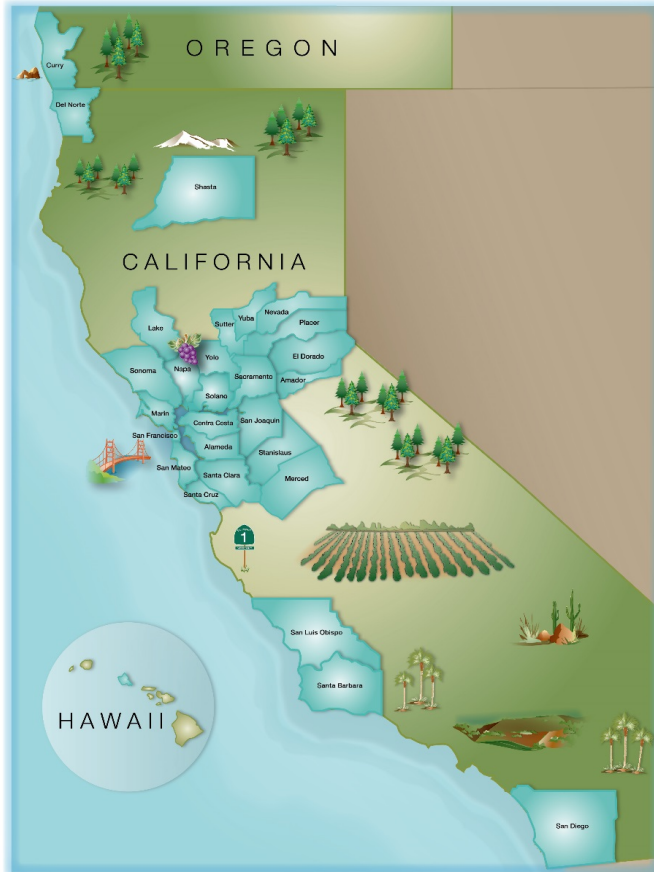 OREGON
Curry
Del Norte
Shasta
CALIFORNIA
Nevada
Yuba
Sutter
Placer
Lake
Yolo
El Dorado
Napa
Sonoma
Sacramento
Amador
Solano
Marin
Contra Costa
San Joaquin
San Francisco
Alameda
Stanislaus
San Mateo
Santa Clara
Merced
Santa Cruz
1
San Luis Obispo
Santa Barbara
HAWAII
San Diego